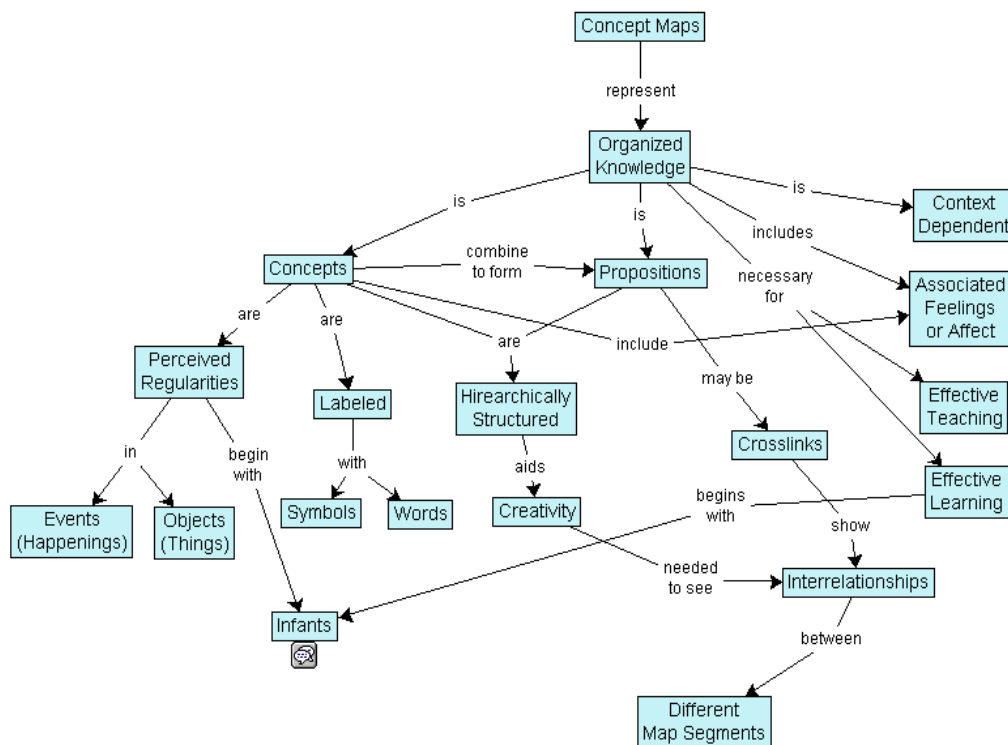 Concept Maps
represent
Organized
Knowledge
is
Context
Dependent
is
is
includes
Concepts
combine
to form
Propositions
necessary
for
Associated
Feelings
or Affect
are
are
are
include
Perceived
Regularities
Labeled
Hirearchically
Structured
may be
Effective
Teaching
in
begin
with
with
aids
Crosslinks
Effective
Learning
Events
(Happenings)
Objects
(Things)
Symbols
Words
Creativity
begins
with
show
needed
to see
Interrelationships
Infants
between
Different
Map Segments